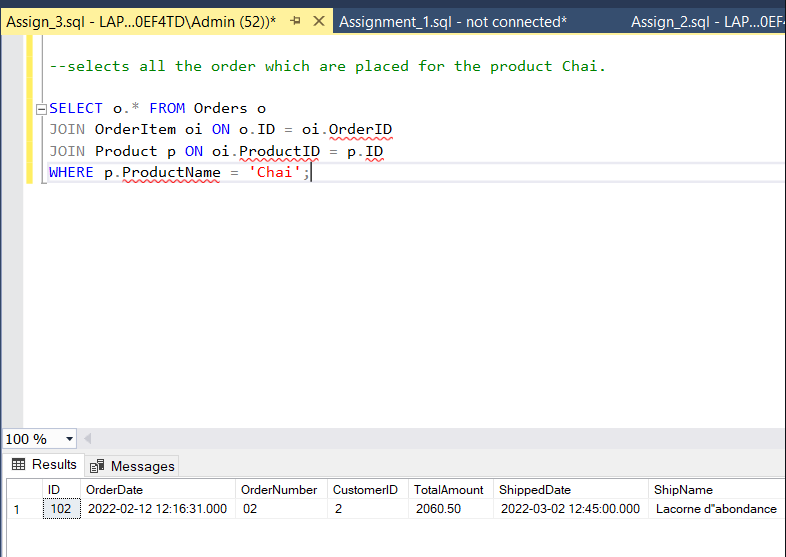 Assign_3.sql - LAP...0EF4TD\Admin (52))* Assignment_1.sql - not connected* Assign_2.sql - LAP...0EF4
--selects all the order which are placed for the product Chai.
SELECT o.* FROM Orders o
JOIN OrderItem oi ON o.ID = oi.OrderID
JOIN Product p ON oi.ProductID = p.ID
WHERE p.ProductName = 'Chai';
100 %
Results Messages
ID OrderDate OrderNumber CustomerID TotalAmount ShippedDate ShipName
1 102 2022-02-12 12:16:31.000 02 2 2060.50 2022-03-02 12:45:00.000 Lacorne d"abondance